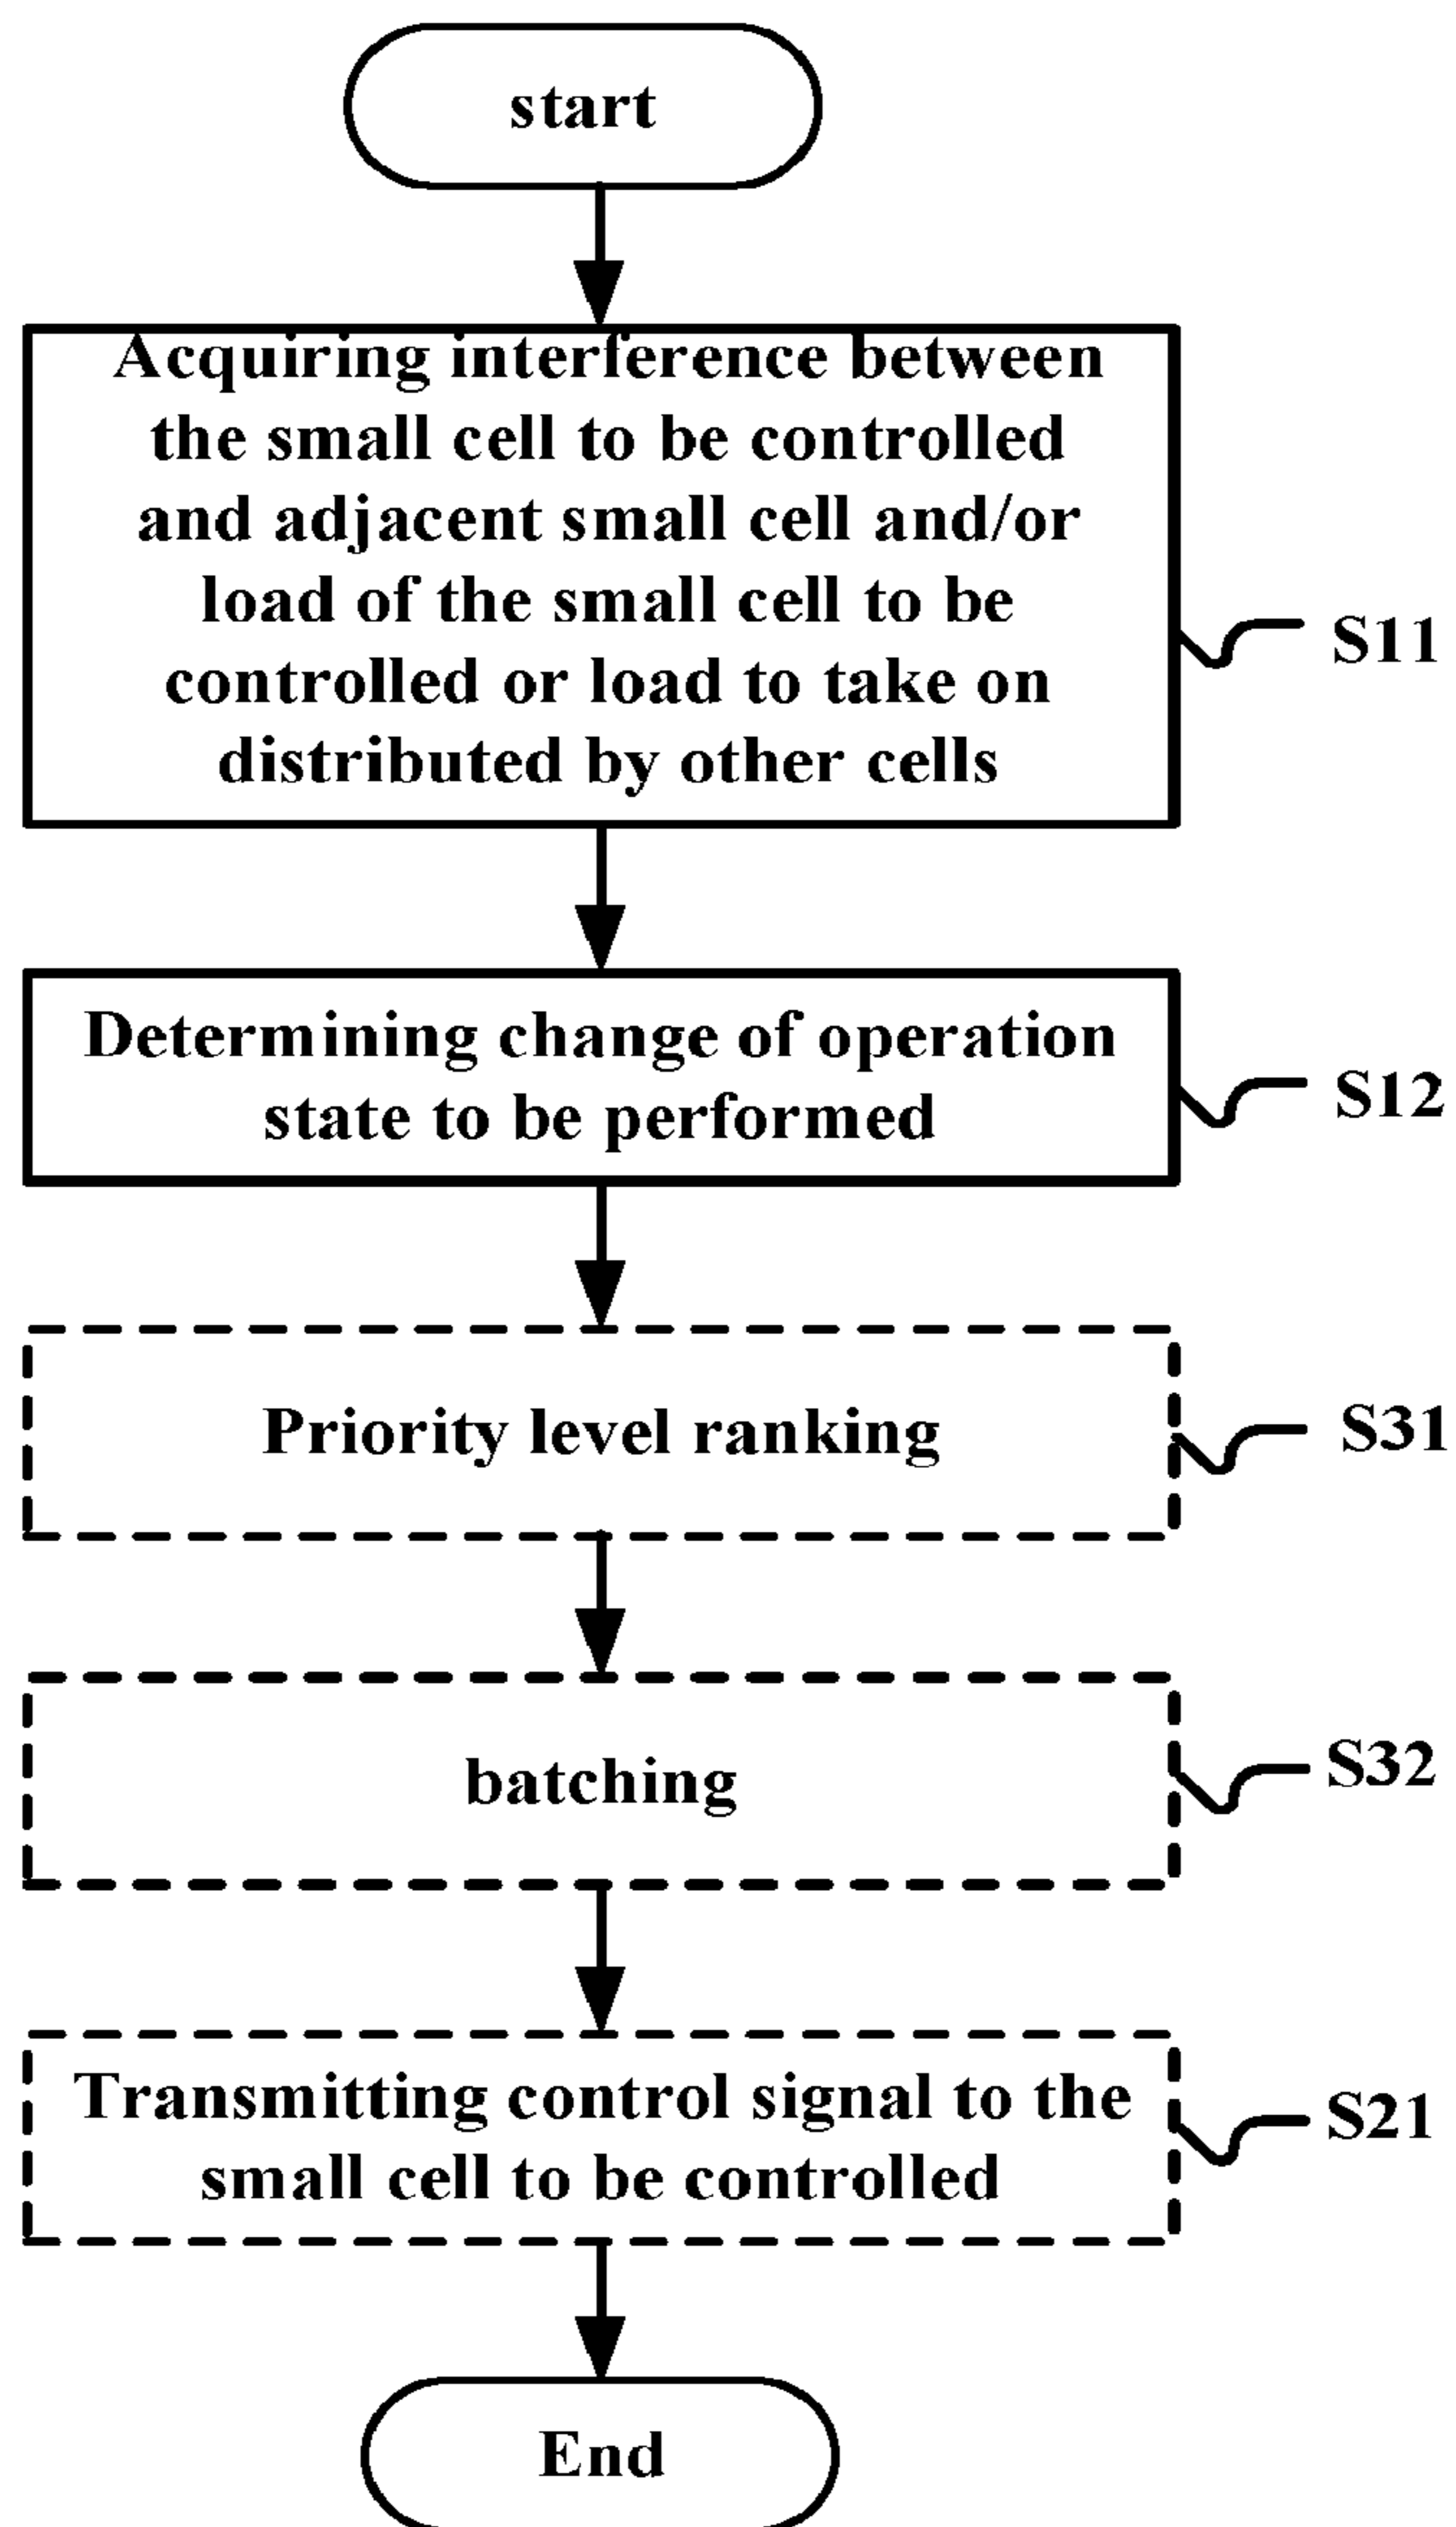 start
Acquiring interference between
the small cell to be controlled
and adjacent small cell and/or
load of the small cell to be
controlled or load to take on
distributed by other cells
S11
Determining change of operation
state to be performed
S12
Priority level ranking
S31
batching
S32
Transmitting control signal to the
small cell to be controlled
S21
End